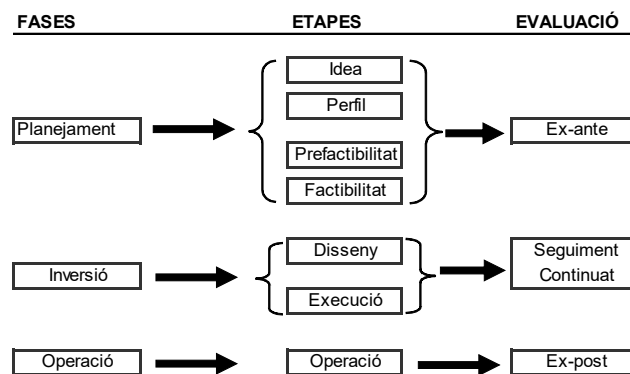 FASES ETAPES EVALUACIÓ
Idea
Perfil
Planejament Ex-ante
Prefactibilitat
Factibilitat
Disseny Seguiment
Inversió Continuat
Execució
Operació Operació Ex-post